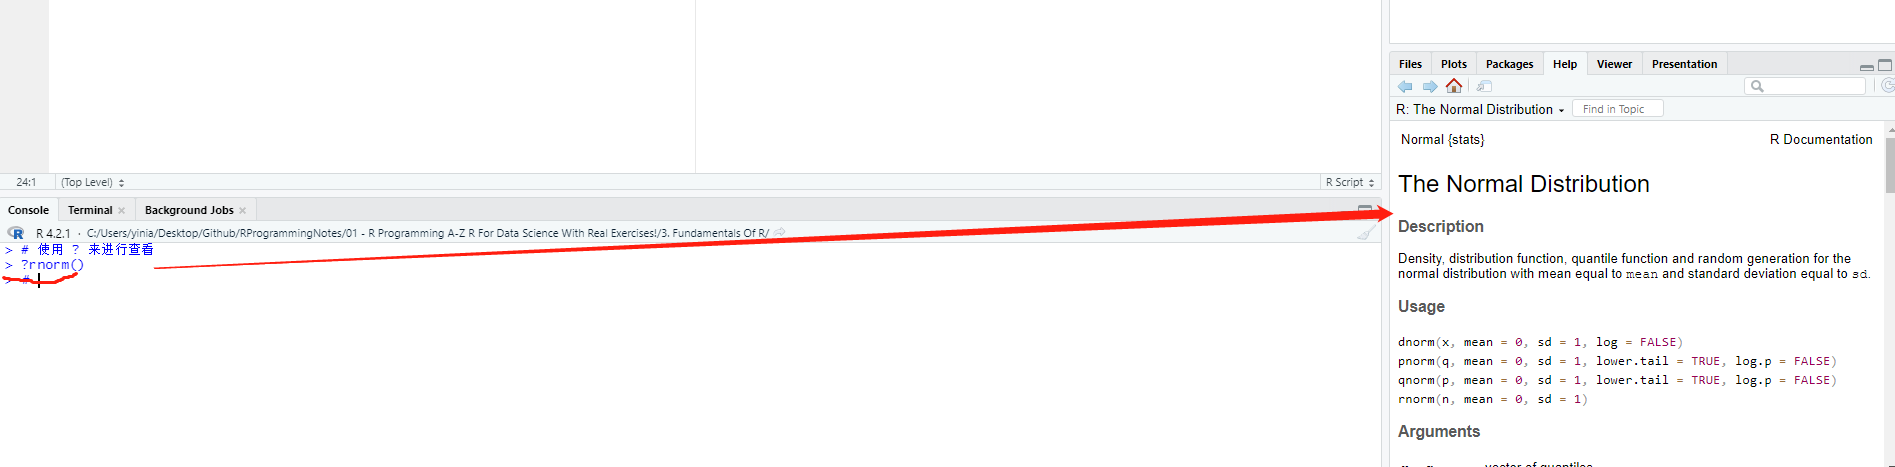 Files Plots Packages Help Viewer Presentation
R: The Normal Distribution Find in Topic
Normal {stats} R Documentation
The Normal Distribution
Description
Density, distribution function, quantile function and random generation for the
normal distribution with mean equal to mean and standard deviation equal to sd.
Usage
dnorm(x, mean = 0, sd = 1, log = FALSE)
pnorm(q, mean = 0, sd = 1, lower.tail = TRUE, log.p = FALSE)
qnorm(p, mean = 0, sd = 1, lower.tail = TRUE, log.p = FALSE)
rnorm(n, mean = 0, sd = 1)
Arguments
vector of quantiles
24:1 (Top Level) R Script
Console Terminal Background Jobs
R R 4.2.1 · C:/Users/yinia/Desktop/Github/RProgrammingNotes/01 - R Programming A-Z R For Data Science With Real Exercises!/3. Fundamentals Of R/
> # 使用 ? 来进行查看
> ?rnorm()
> #